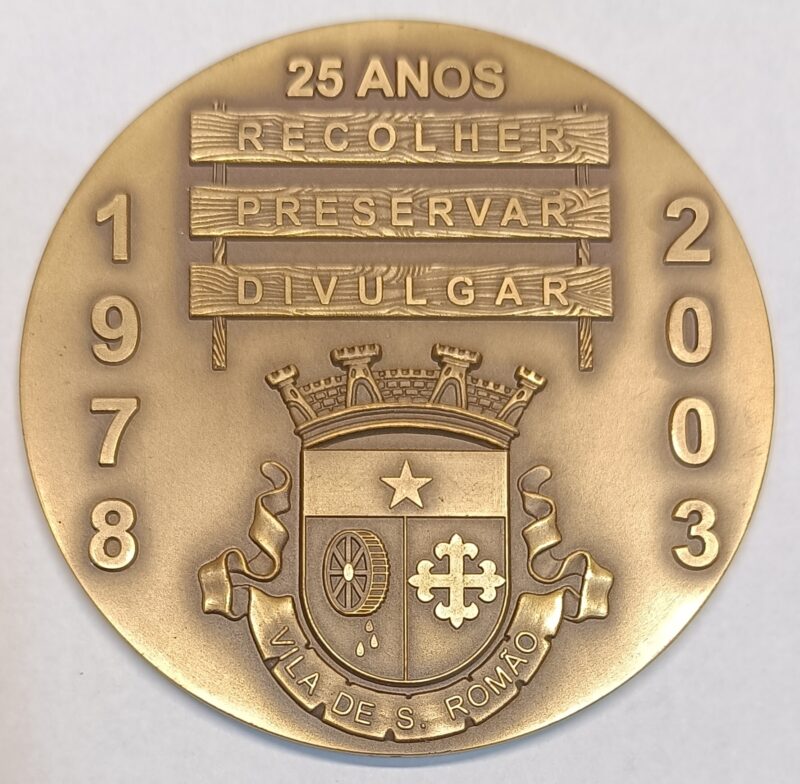 25 ANOS
RECOLHER
PRESERVAR
DIVULGAR
1978
2003
VILA DE S. ROMÃO